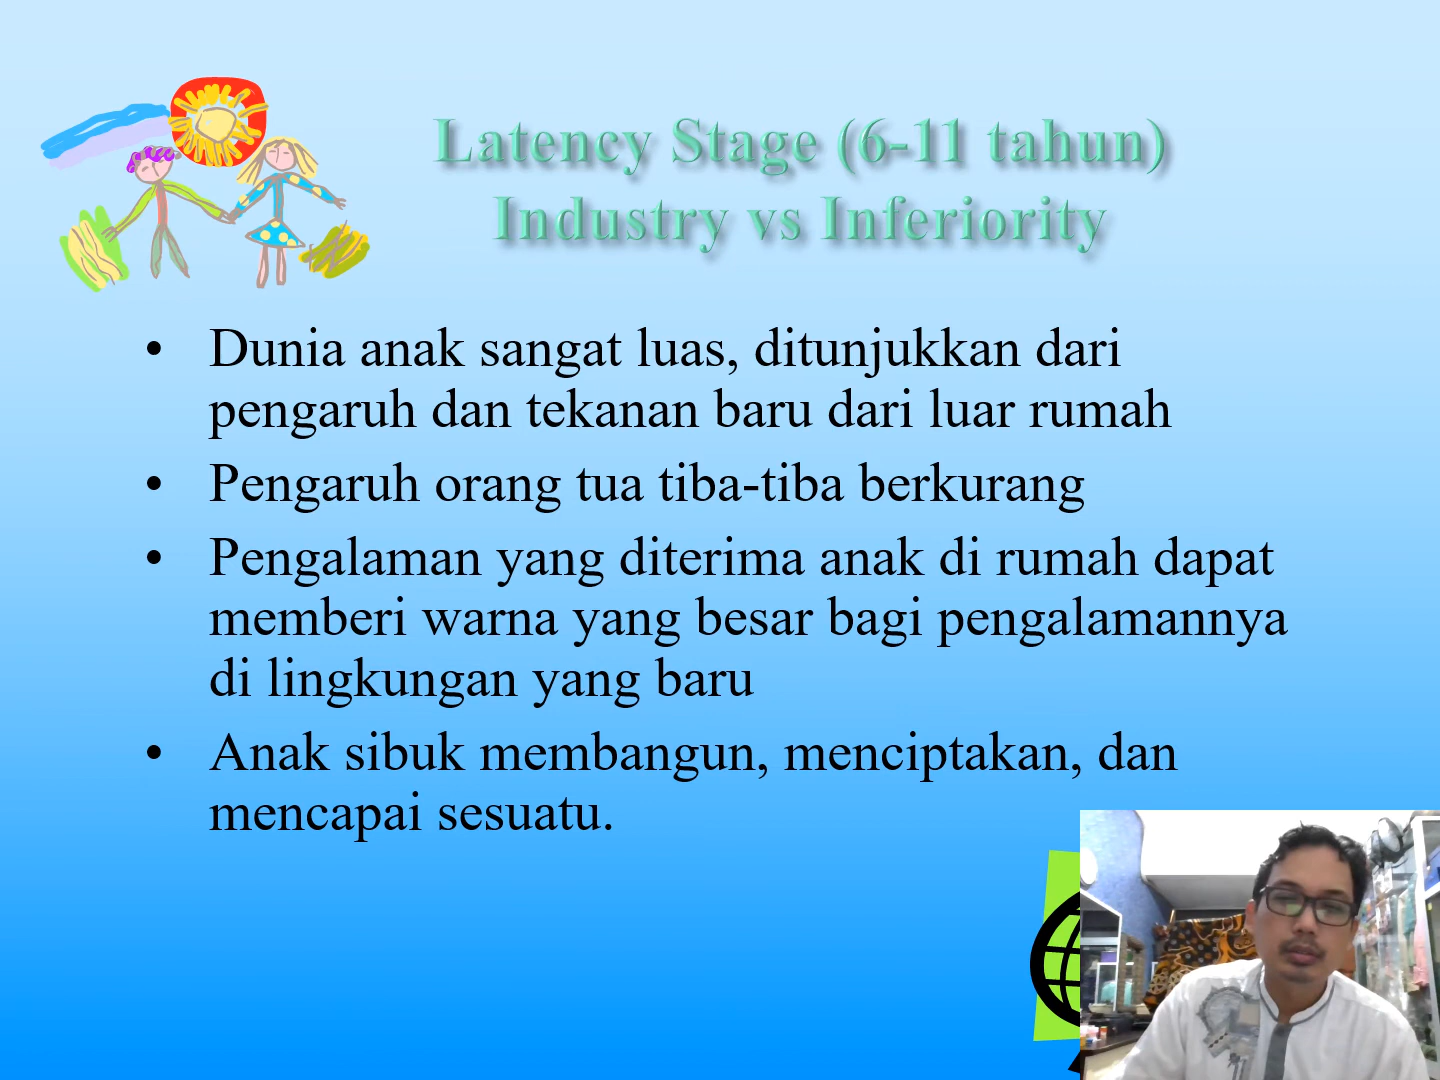 Latency Stage (6-11 tahun)
Industry vs Inferiority
• Dunia anak sangat luas, ditunjukkan dari
pengaruh dan tekanan baru dari luar rumah
• Pengaruh orang tua tiba-tiba berkurang
• Pengalaman yang diterima anak di rumah dapat
memberi warna yang besar bagi pengalamannya
di lingkungan yang baru
• Anak sibuk membangun, menciptakan, dan
mencapai sesuatu.